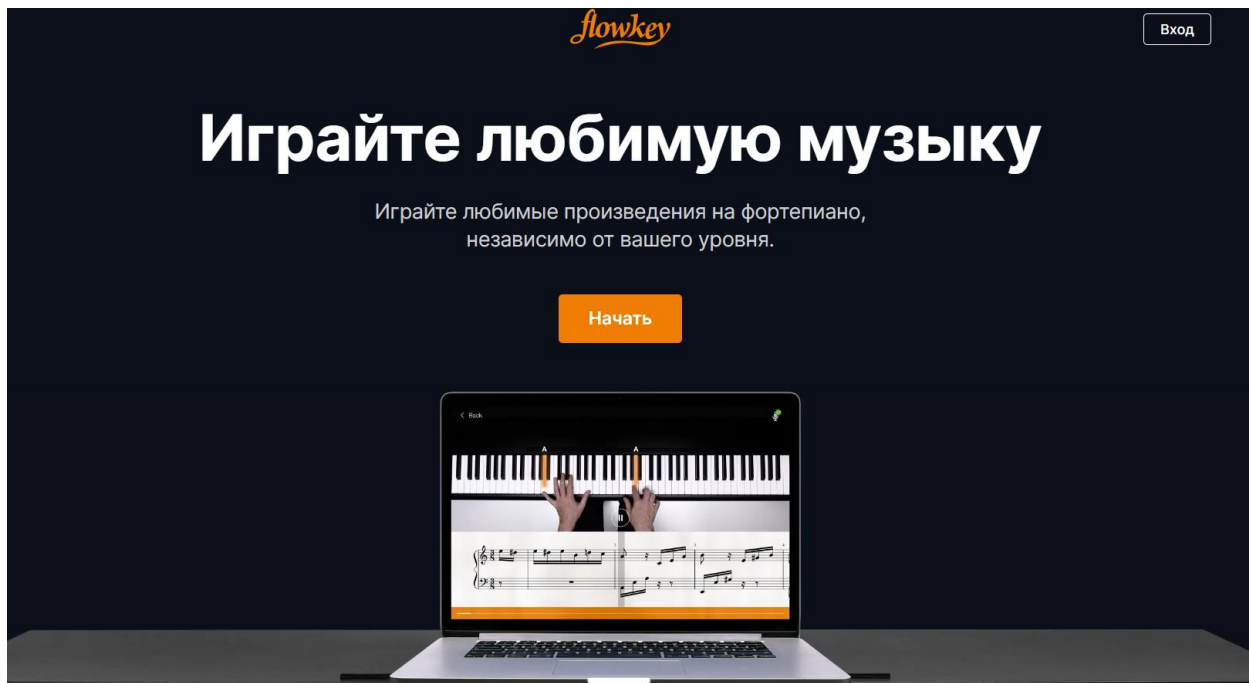 flowkey
Вход
Играйте любимую музыку
Играйте любимые произведения на фортепиано,
независимо от вашего уровня.
Начать
Back
A A